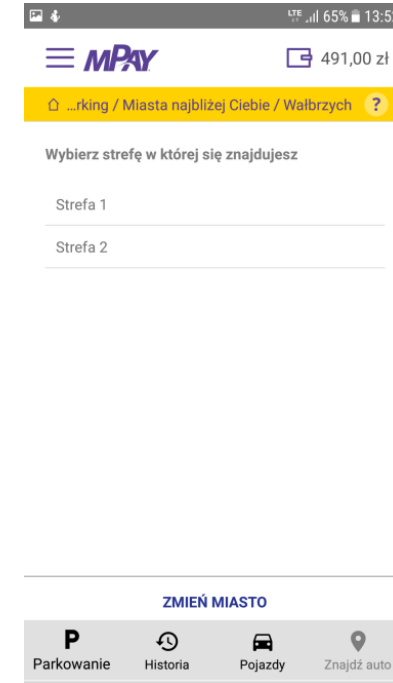 LTE 65% 13:5
mPAY 491,00 zł
...rking / Miasta najbliżej Ciebie / Wałbrzych ?
Wybierz strefę w której się znajdujesz
Strefa 1
Strefa 2
ZMIEŃ MIASTO
P
Parkowanie Historia Pojazdy Znajdź auto